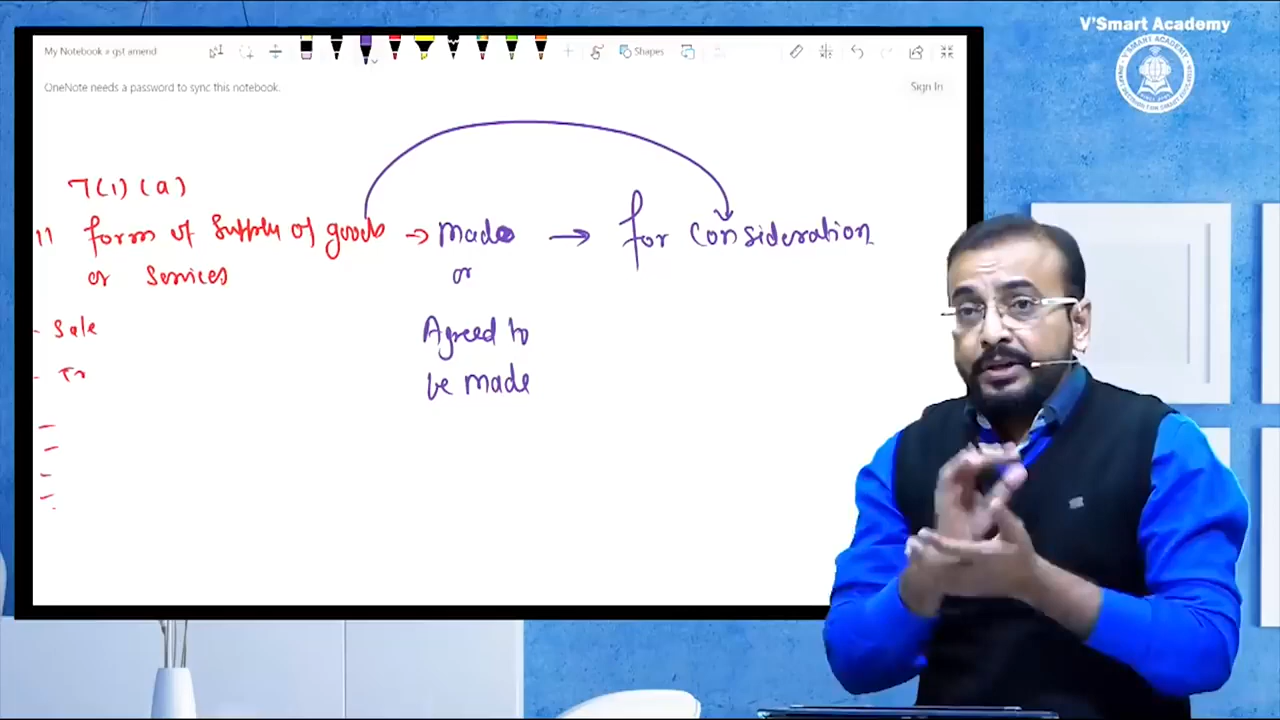 V'Smart Academy
My Notebook » gst amend
Shapes
OneNote needs a password to sync this notebook.
Sign In
7(1)(a)
form of supply of goods → made → for consideration
or services
or
- Sale
Agreed to
be made
- Tr